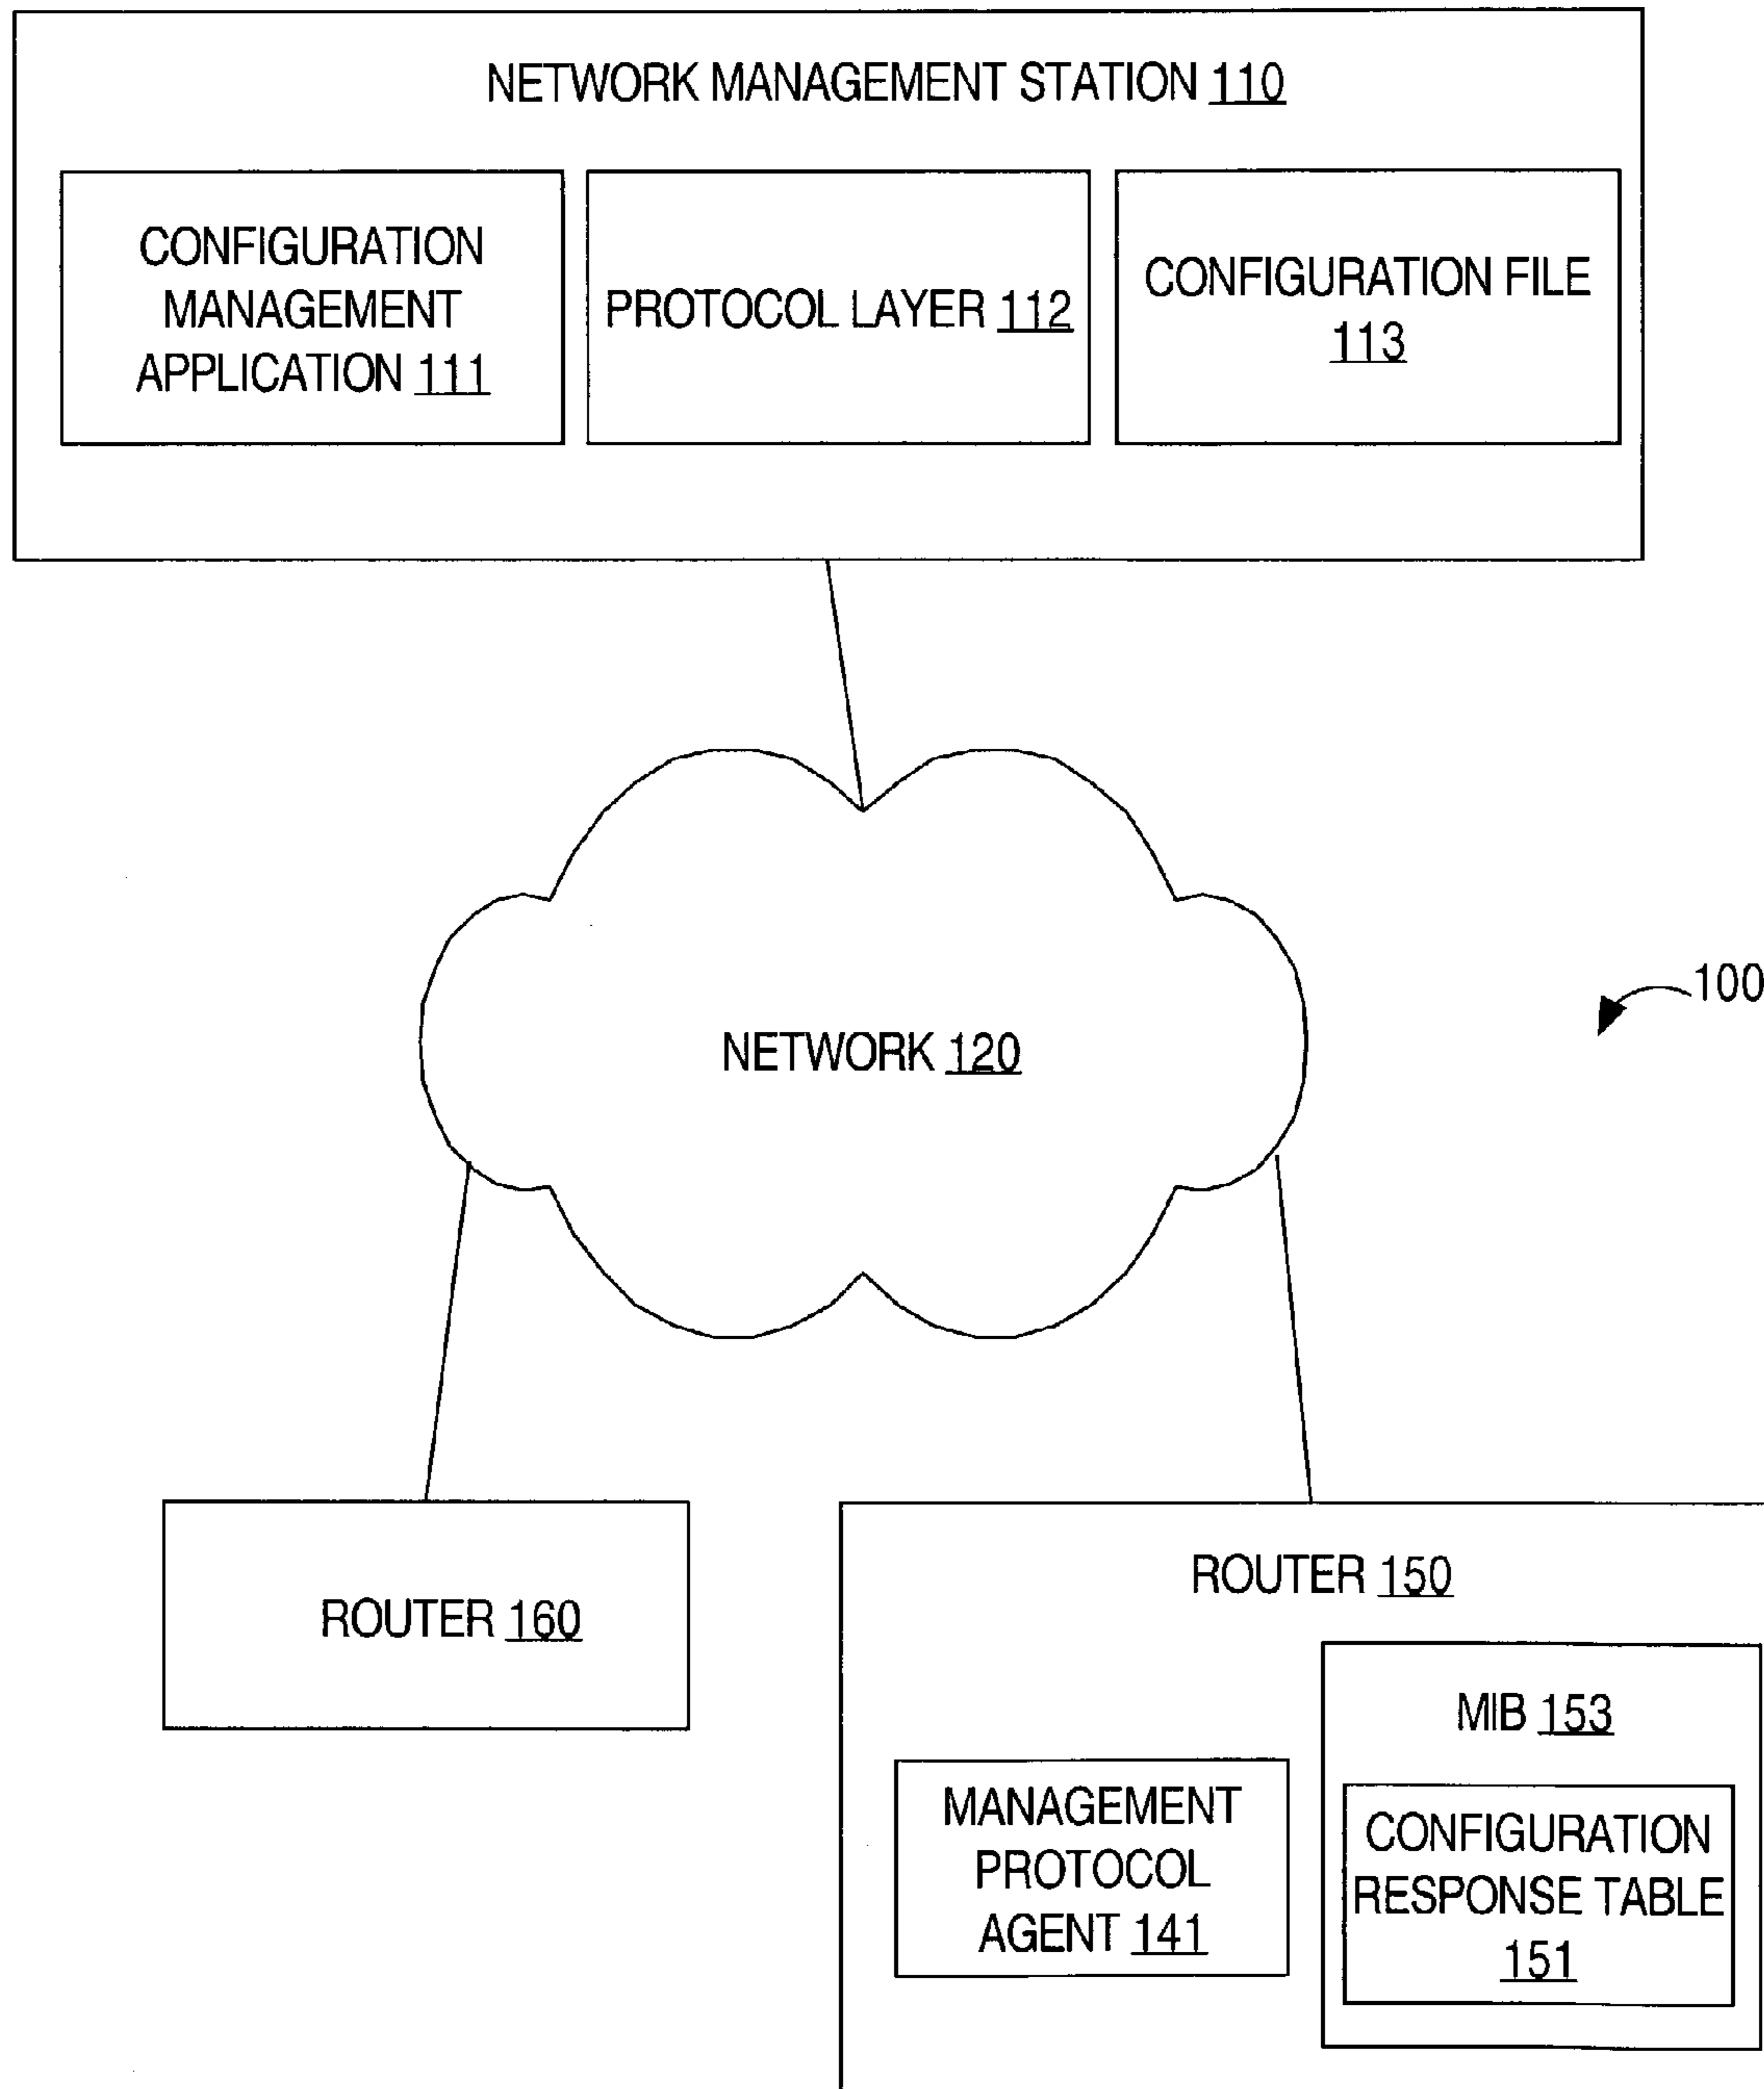 NETWORK MANAGEMENT STATION 110
CONFIGURATION
MANAGEMENT
APPLICATION 111
PROTOCOL LAYER 112
CONFIGURATION FILE
113
100
NETWORK 120
ROUTER 160
ROUTER 150
MIB 153
MANAGEMENT
PROTOCOL
AGENT 141
CONFIGURATION
RESPONSE TABLE
151